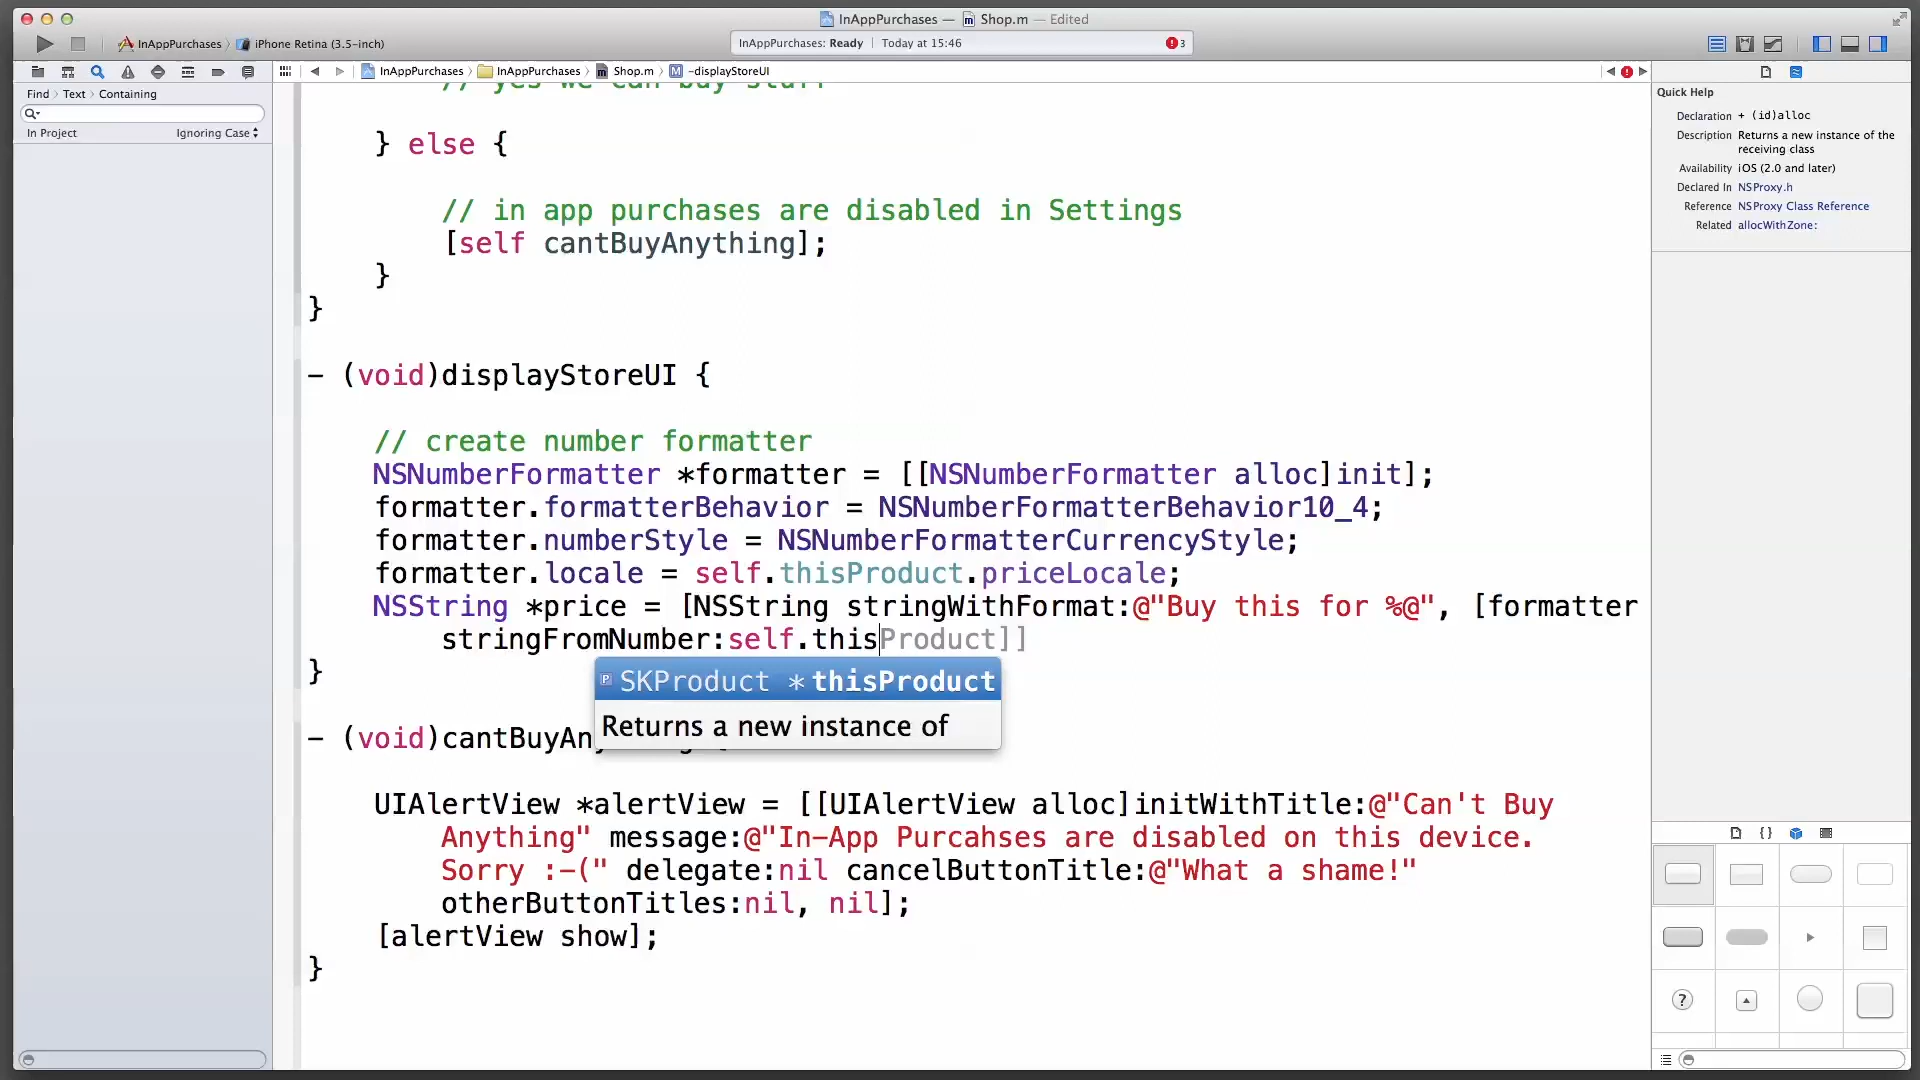 InAppPurchases — Shop.m — Edited
InAppPurchases › iPhone Retina (3.5-inch)
InAppPurchases: Ready | Today at 15:46
3
InAppPurchases › InAppPurchases › Shop.m › M -displayStoreUI
Find › Text › Containing
In Project Ignoring Case
// yes we can buy stuff
} else {
// in app purchases are disabled in Settings
[self cantBuyAnything];
}
}
- (void)displayStoreUI {
// create number formatter
NSNumberFormatter *formatter = [[NSNumberFormatter alloc]init];
formatter.formatterBehavior = NSNumberFormatterBehavior10_4;
formatter.numberStyle = NSNumberFormatterCurrencyStyle;
formatter.locale = self.thisProduct.priceLocale;
NSString *price = [NSString stringWithFormat:@"Buy this for %@", [formatter
stringFromNumber:self.thisProduct]]
}
P SKProduct *thisProduct
Returns a new instance of
- (void)cantBuyAn
UIAlertView *alertView = [[UIAlertView alloc]initWithTitle:@"Can't Buy
Anything" message:@"In-App Purcahses are disabled on this device.
Sorry :-(" delegate:nil cancelButtonTitle:@"What a shame!"
otherButtonTitles:nil, nil];
[alertView show];
}
Quick Help
Declaration + (id)alloc
Description Returns a new instance of the
receiving class
Availability iOS (2.0 and later)
Declared In NSProxy.h
Reference NSProxy Class Reference
Related allocWithZone:
{ }
?